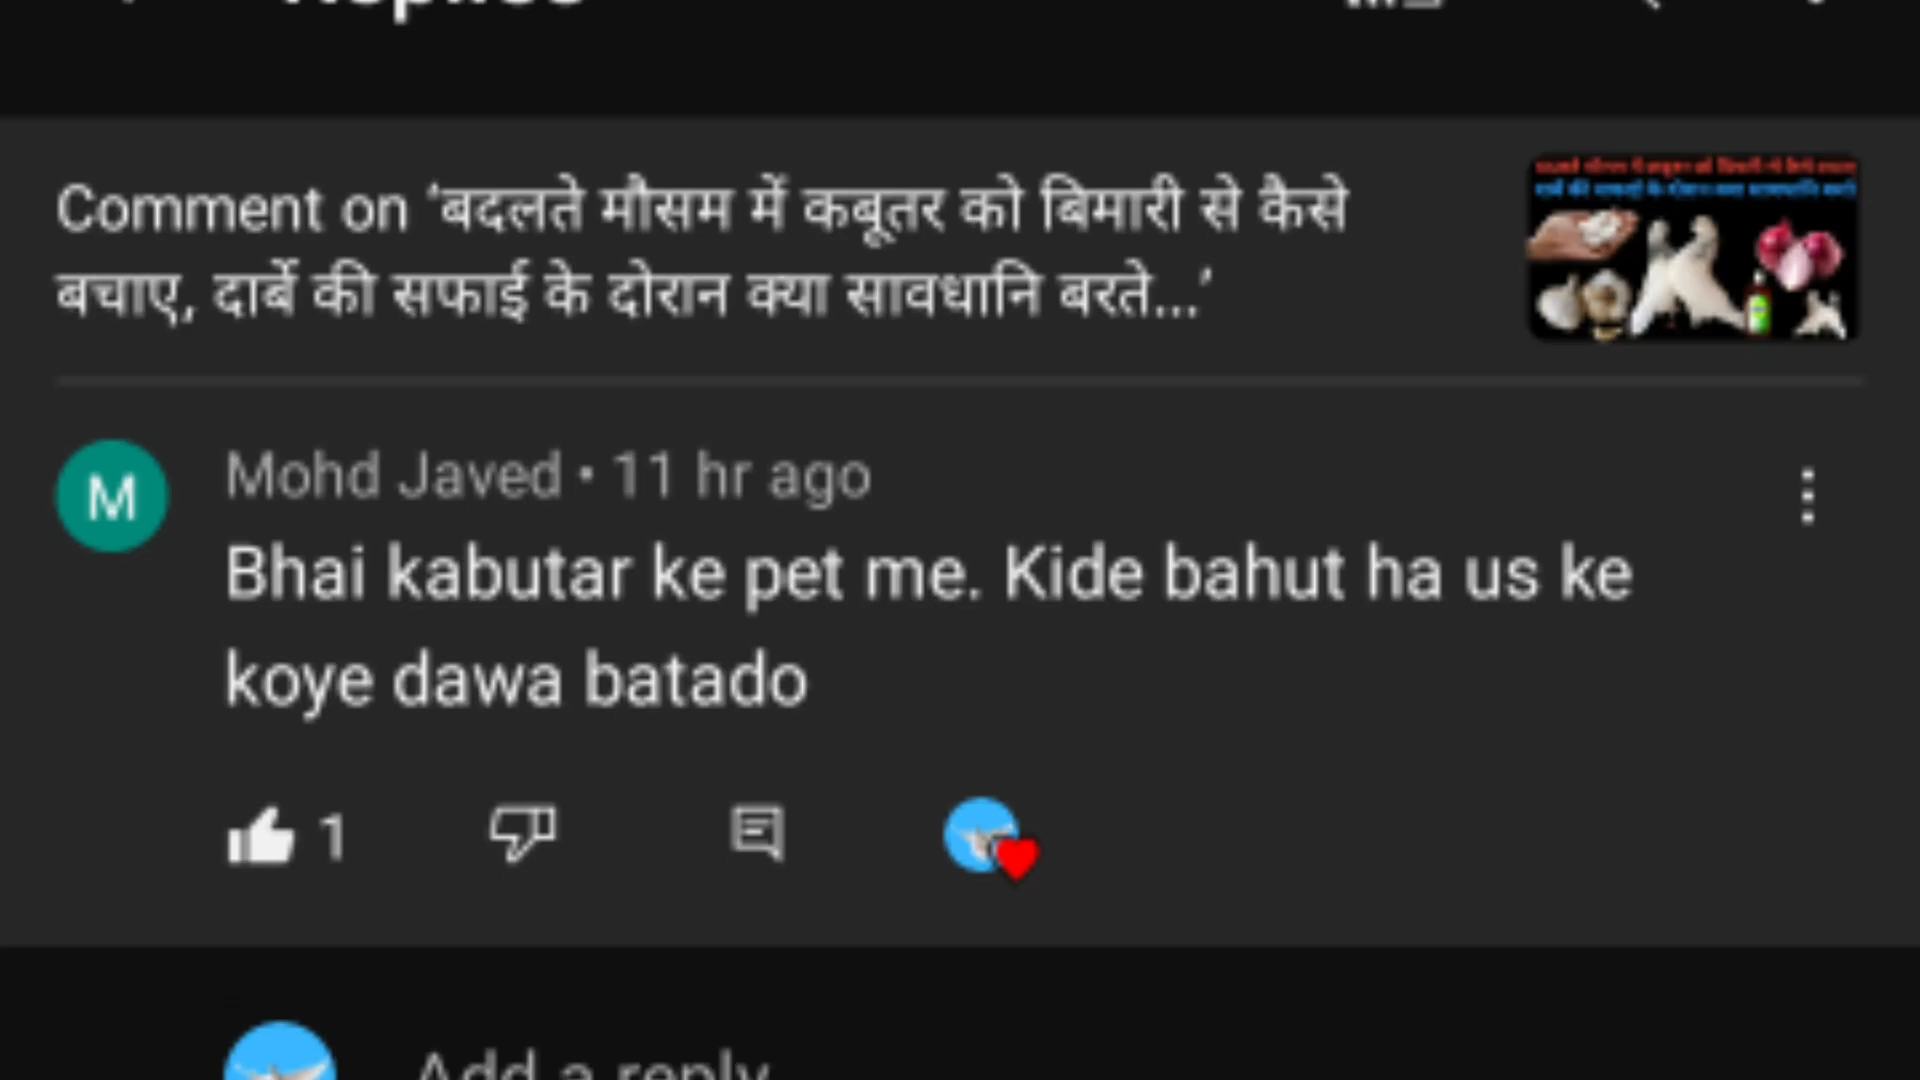 Replies
Comment on 'बदलते मौसम में कबूतर को बिमारी से कैसे
बचाए, दार्बे की सफाई के दोरान क्या सावधानि बरते...'
Mohd Javed • 11 hr ago
M
Bhai kabutar ke pet me. Kide bahut ha us ke
koye dawa batado
1
Add a reply